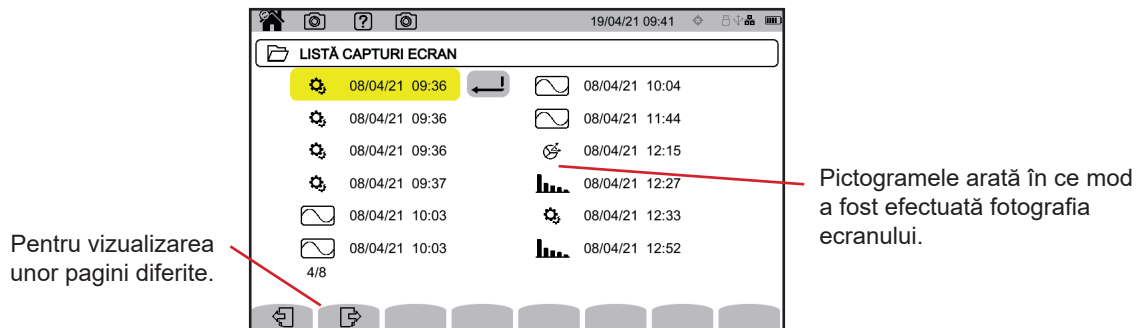 19/04/21 09:41
LISTĂ CAPTURI ECRAN
08/04/21 09:36
08/04/21 09:36
08/04/21 09:36
08/04/21 09:37
08/04/21 10:03
08/04/21 10:03
4/8
08/04/21 10:04
08/04/21 11:44
08/04/21 12:15
08/04/21 12:27
08/04/21 12:33
08/04/21 12:52
Pentru vizualizarea
unor pagini diferite.
Pictogramele arată în ce mod
a fost efectuată fotografia
ecranului.